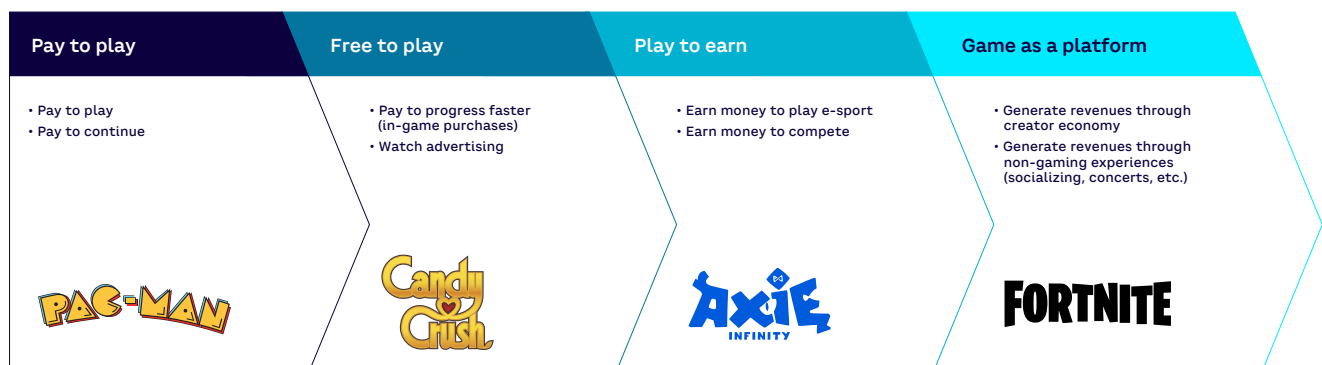 Pay to play
• Pay to play
• Pay to continue
PAC-MAN
Free to play
• Pay to progress faster
(in-game purchases)
• Watch advertising
Candy
Crush
Play to earn
• Earn money to play e-sport
• Earn money to compete
AXIE
INFINITY
Game as a platform
• Generate revenues through
creator economy
• Generate revenues through
non-gaming experiences
(socializing, concerts, etc.)
FORTNITE